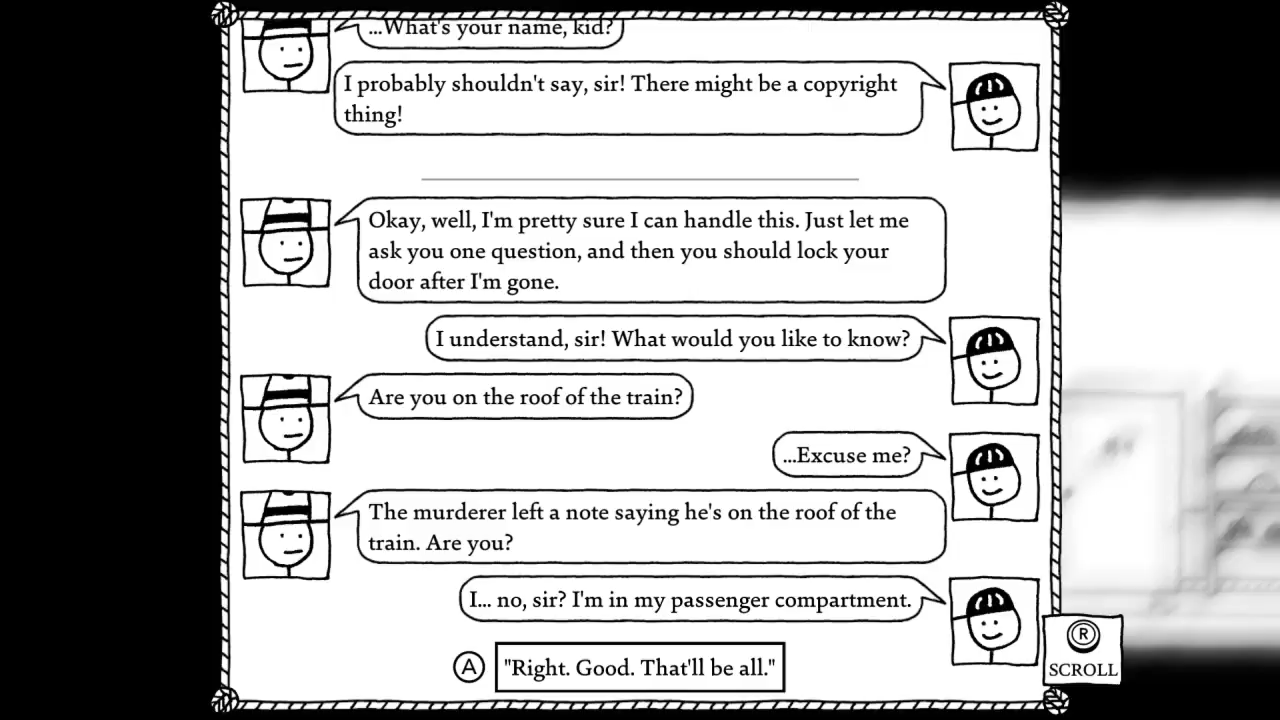 ...What's your name, kid?
I probably shouldn't say, sir! There might be a copyright
thing!
Okay, well, I'm pretty sure I can handle this. Just let me
ask you one question, and then you should lock your
door after I'm gone.
I understand, sir! What would you like to know?
Are you on the roof of the train?
...Excuse me?
The murderer left a note saying he's on the roof of the
train. Are you?
I... no, sir? I'm in my passenger compartment.
A "Right. Good. That'll be all."
R
SCROLL